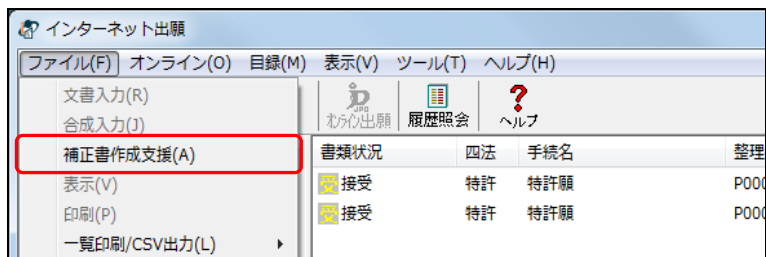 インターネット出願
ファイル(F) オンライン(O) 目録(M) 表示(V) ツール(T) ヘルプ(H)
文書入力(R)
合成入力(J)
補正書作成支援(A)
表示(V)
印刷(P)
一覧印刷/CSV出力(L)
JPO
オンライン出願 履歴照会 ヘルプ
書類状況 四法 手続名 整理
受 接受 特許 特許願 P000
受 接受 特許 特許願 P000